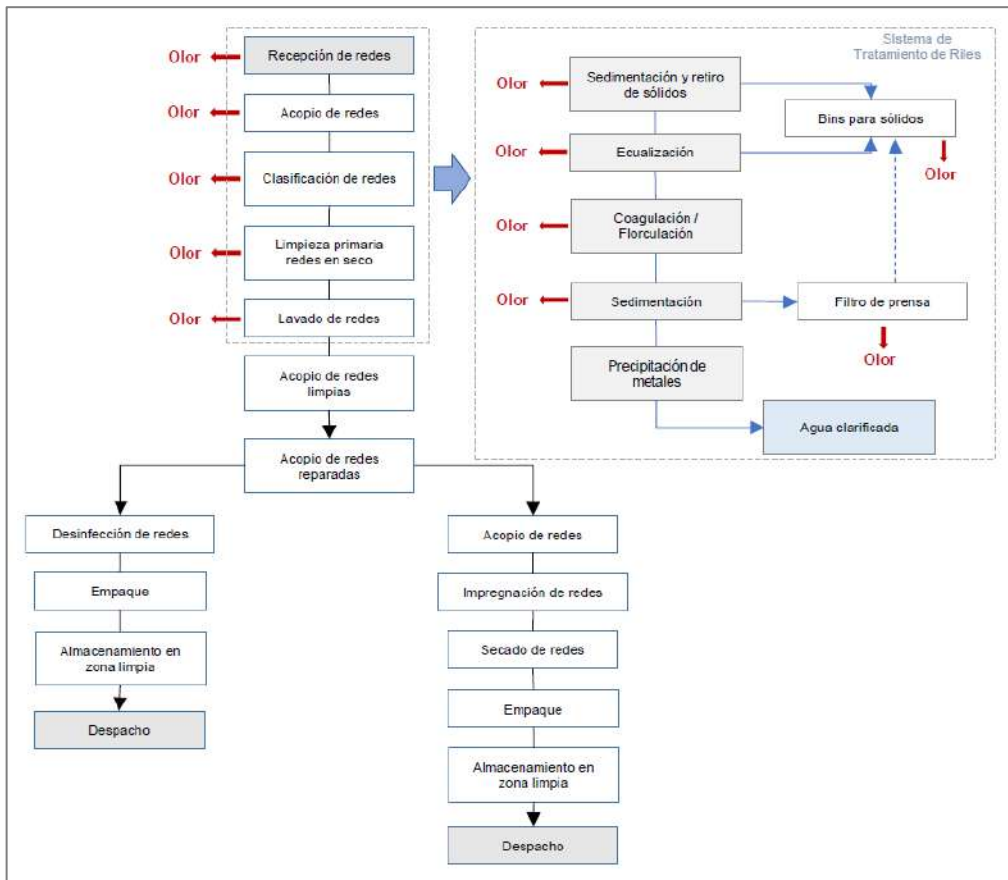 Olor
Recepción de redes
Olor
Acopio de redes
Olor
Clasificación de redes
Olor
Limpieza primaria
redes en seco
Olor
Lavado de redes
Acopio de redes
limpias
Acopio de redes
reparadas
Desinfección de redes
Empaque
Almacenamiento en
zona limpia
Despacho
Acopio de redes
Impregnación de redes
Secado de redes
Empaque
Almacenamiento en
zona limpia
Despacho
Sistema de
Tratamiento de Riles
Olor
Sedimentación y retiro
de sólidos
Bins para sólidos
Olor
Olor
Ecualización
Olor
Coagulación /
Florculación
Olor
Sedimentación
Filtro de prensa
Olor
Precipitación de
metales
Agua clarificada